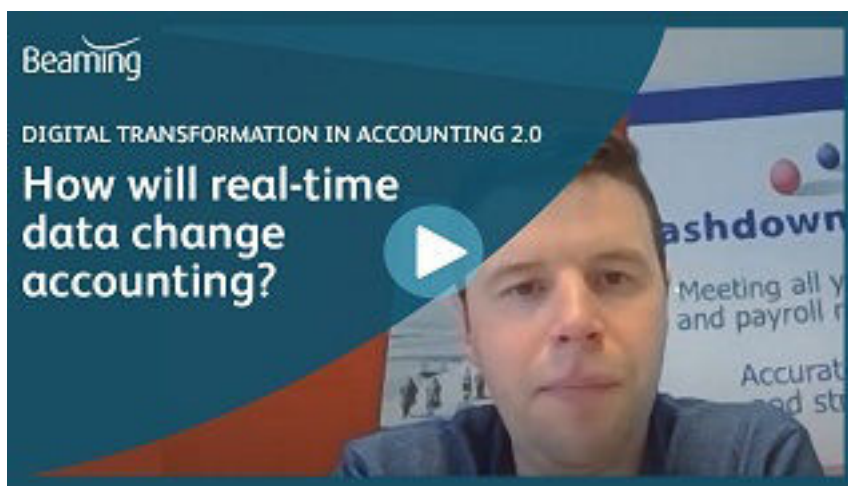 Beaming
DIGITAL TRANSFORMATION IN ACCOUNTING 2.0
How will real-time
data change
accounting?
ashdown
Meeting all y
and payroll r
Accurat